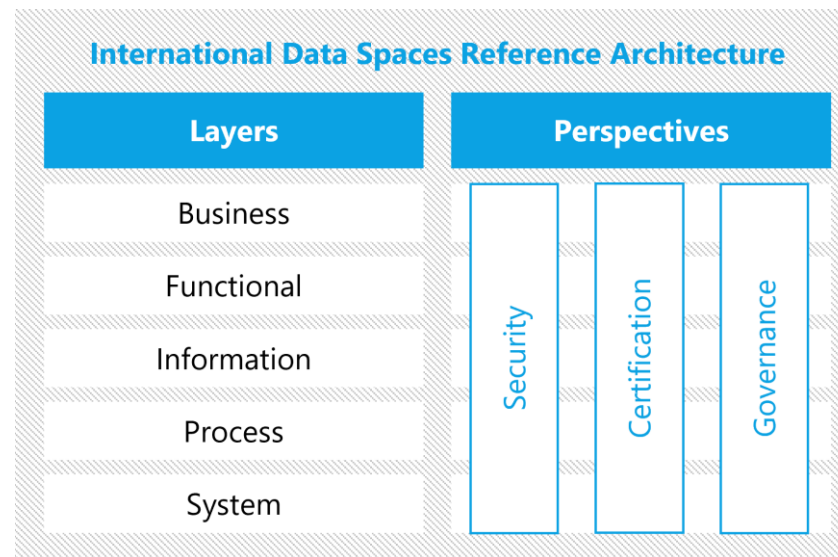 International Data Spaces Reference Architecture
Layers
Perspectives
Business
Functional
Information
Process
System
Security
Certification
Governance